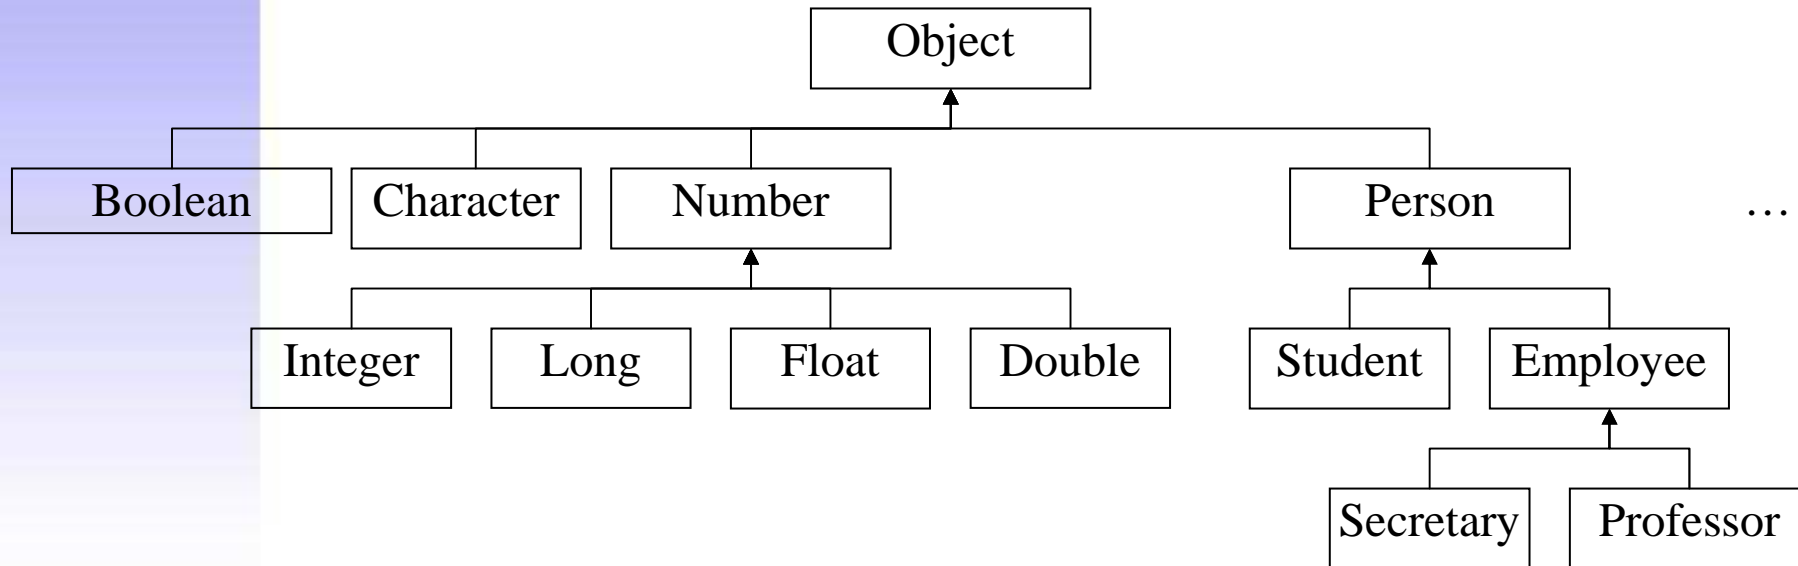 Object
Boolean Character Number Person …
Integer Long Float Double Student Employee
Secretary Professor